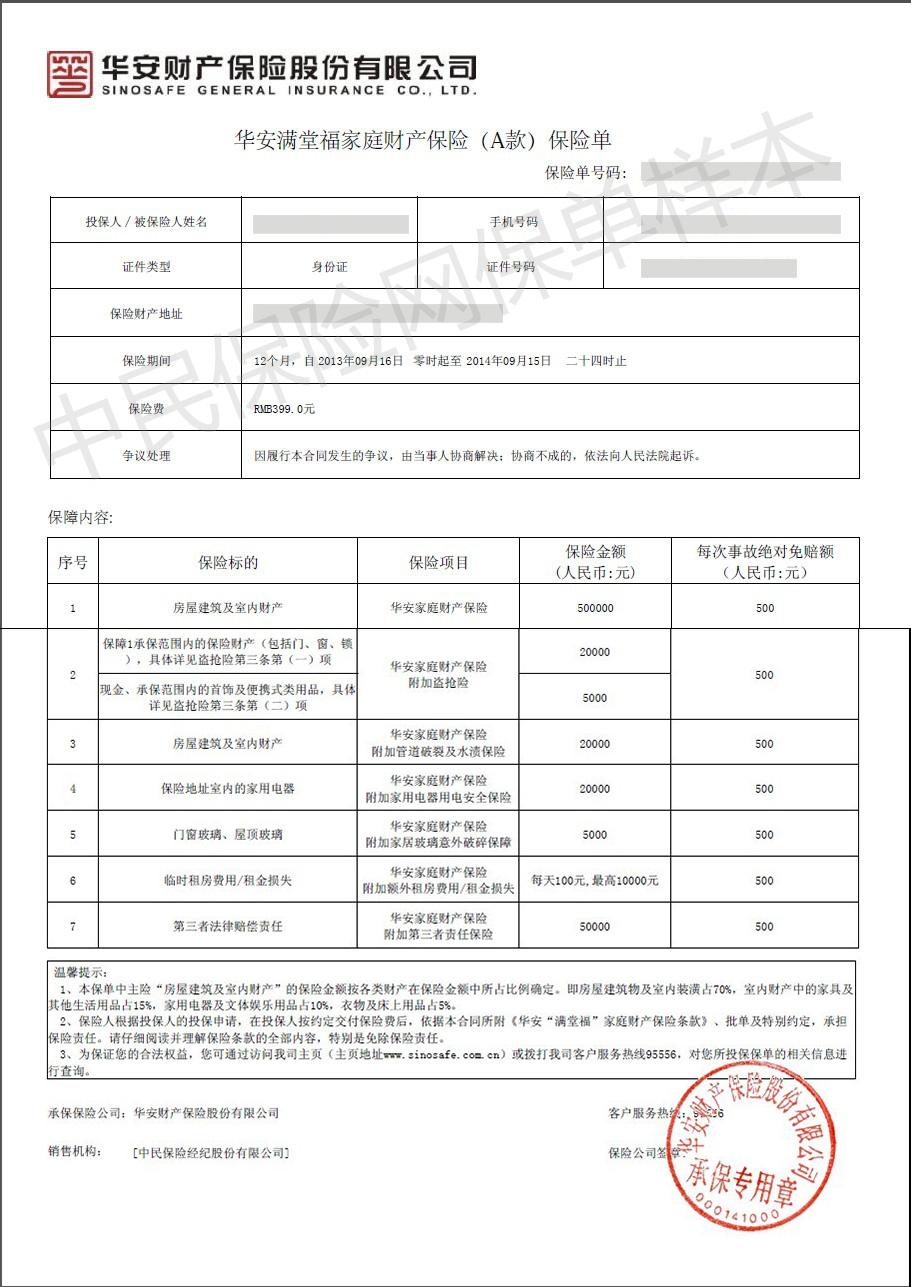 华安财产保险股份有限公司
SINOSAFE GENERAL INSURANCE CO., LTD.
华安满堂福家庭财产保险（A款）保险单
保险单号码:
投保人／被保险人姓名 手机号码
证件类型 身份证 证件号码
保险财产地址
保险期间 12个月，自2013年09月16日 零时起至2014年09月15日 二十四时止
保险费 RMB399.0元
争议处理 因履行本合同发生的争议，由当事人协商解决；协商不成的，依法向人民法院起诉。
中民保险网保单样本
保障内容:
序号 保险标的 保险项目 保险金额 每次事故绝对免赔额
(人民币:元) （人民币:元）
1 房屋建筑及室内财产 华安家庭财产保险 500000 500
2 保障1承保范围内的保险财产（包括门、窗、锁
），具体详见盗抢险第三条第（一）项 20000
现金、承保范围内的首饰及便携式类用品，具体
详见盗抢险第三条第（二）项 5000
华安家庭财产保险
附加盗抢险 500
3 房屋建筑及室内财产 华安家庭财产保险
附加管道破裂及水渍保险 20000 500
4 保险地址室内的家用电器 华安家庭财产保险
附加家用电器用电安全保险 20000 500
5 门窗玻璃、屋顶玻璃 华安家庭财产保险
附加家居玻璃意外破碎保障 5000 500
6 临时租房费用/租金损失 华安家庭财产保险
附加额外租房费用/租金损失 每天100元,最高10000元 500
7 第三者法律赔偿责任 华安家庭财产保险
附加第三者责任保险 50000 500
温馨提示:
1、本保单中主险“房屋建筑及室内财产”的保险金额按各类财产在保险金额中所占比例确定。即房屋建筑物及室内装潢占70%，室内财产中的家具及
其他生活用品占15%，家用电器及文体娱乐用品占10%，衣物及床上用品占5%。
2、保险人根据投保人的投保申请，在投保人按约定交付保险费后，依据本合同所附《华安“满堂福”家庭财产保险条款》、批单及特别约定，承担
保险责任。请仔细阅读并理解保险条款的全部内容，特别是免除保险责任。
3、为保证您的合法权益，您可通过访问我司主页（主页地址www.sinosafe.com.cn）或拨打我司客户服务热线95556，对您所投保保单的相关信息进
行查询。
承保保险公司: 华安财产保险股份有限公司 客户服务热线: 95556
销售机构: [中民保险经纪股份有限公司] 保险公司签章:
华安财产保险股份有限公司
承保专用章
000141000